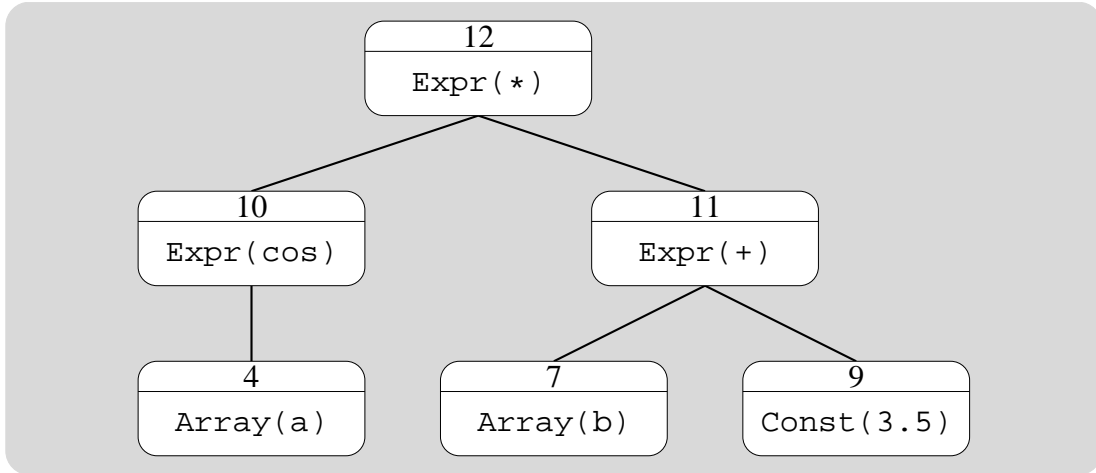 12
Expr(*)
10
Expr(cos)
11
Expr(+)
4
Array(a)
7
Array(b)
9
Const(3.5)